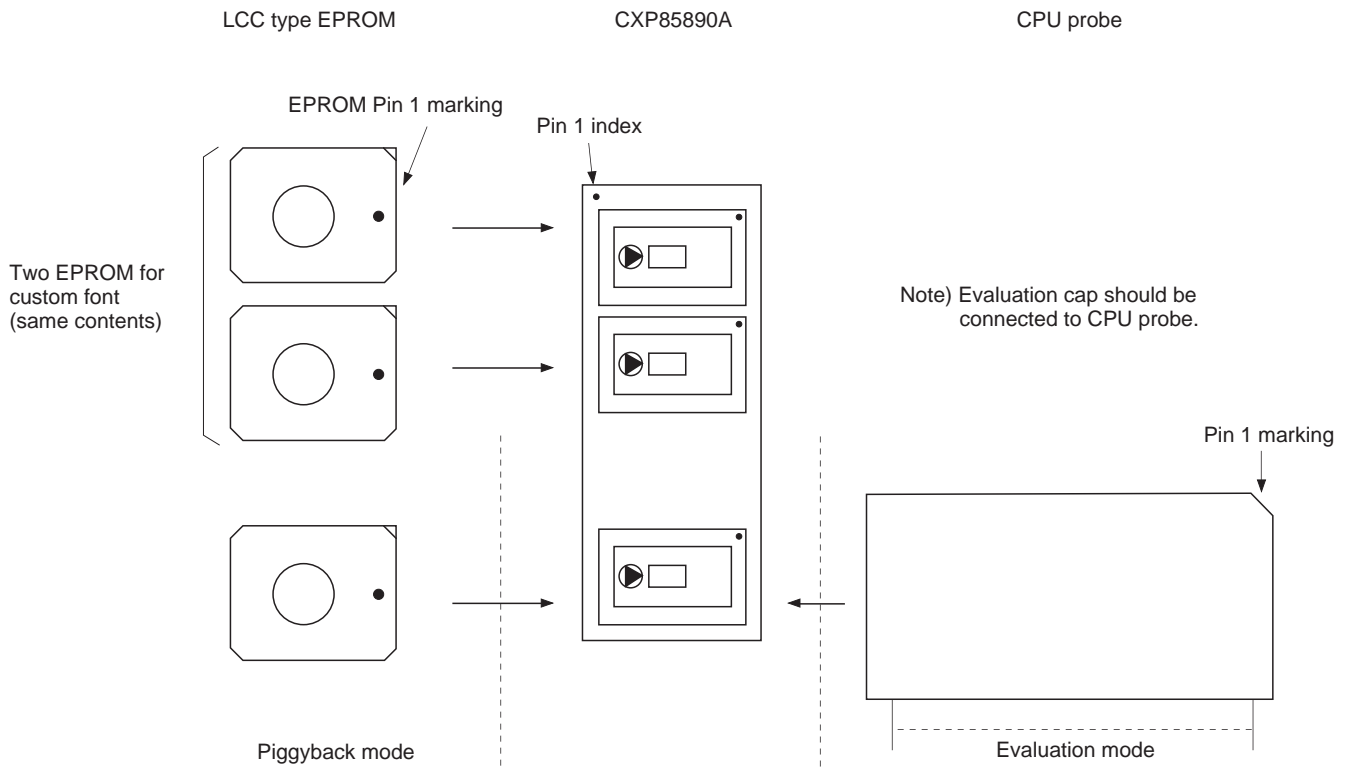 LCC type EPROM
CXP85890A
CPU probe
EPROM Pin 1 marking
Pin 1 index
Two EPROM for
custom font
(same contents)
Note) Evaluation cap should be
connected to CPU probe.
Pin 1 marking
Piggyback mode
Evaluation mode